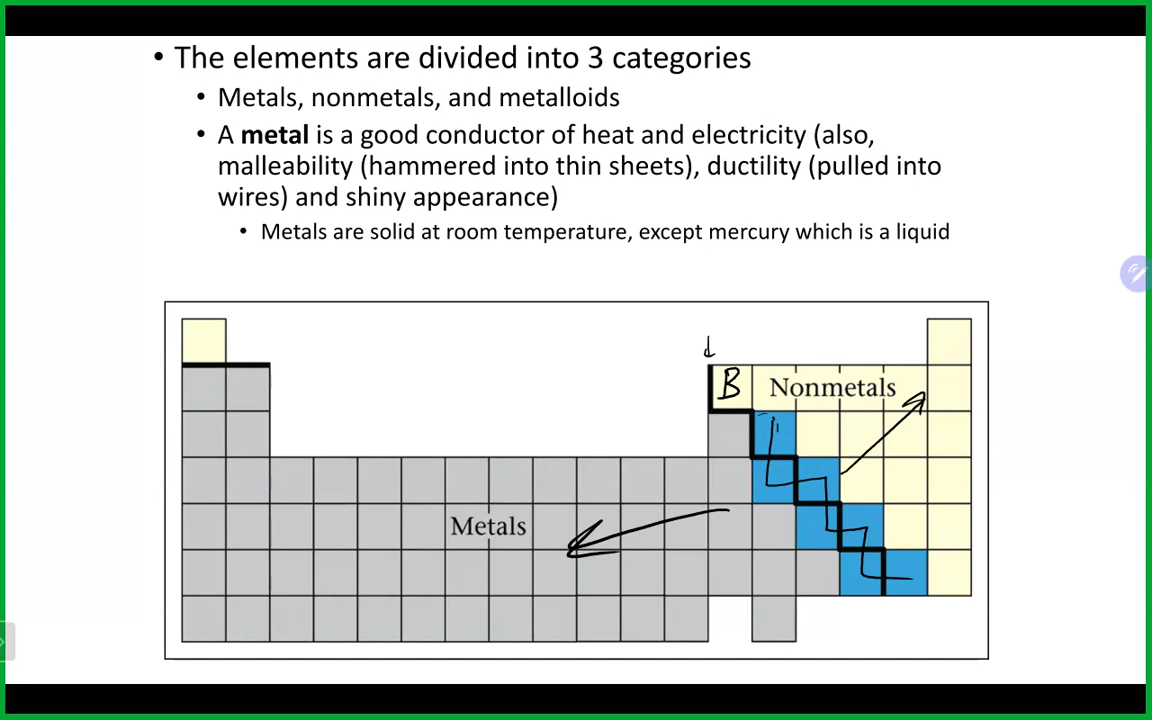 • The elements are divided into 3 categories
• Metals, nonmetals, and metalloids
• A metal is a good conductor of heat and electricity (also,
malleability (hammered into thin sheets), ductility (pulled into
wires) and shiny appearance)
• Metals are solid at room temperature, except mercury which is a liquid
B
Nonmetals
Metals